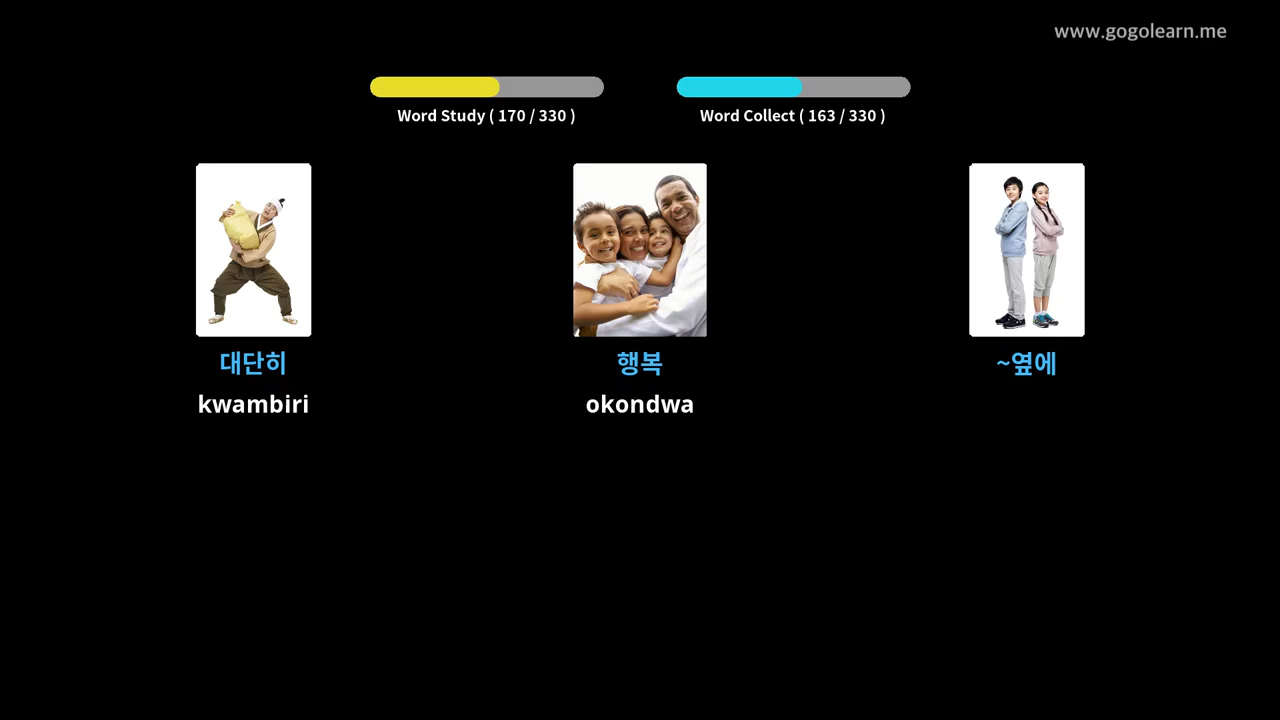 www.gogolearn.me
Word Study ( 170 / 330 )
Word Collect ( 163 / 330 )
대단히
행복
~옆에
kwambiri
okondwa